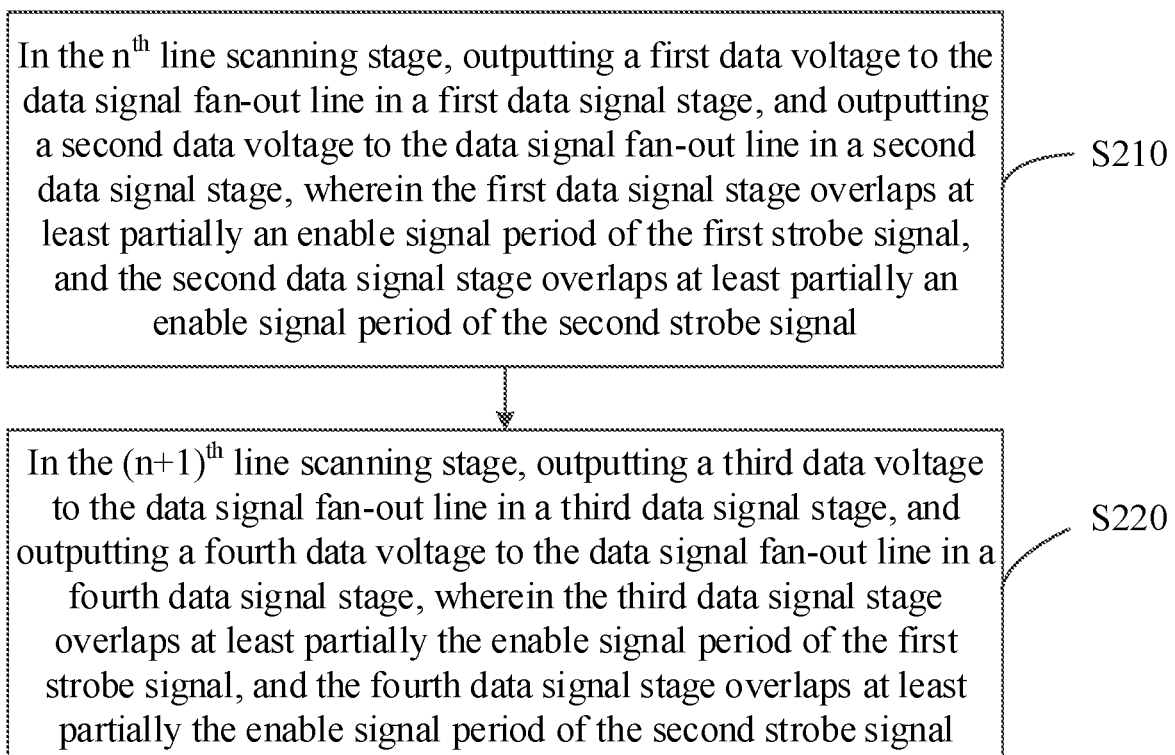 In the nth line scanning stage, outputting a first data voltage to the
data signal fan-out line in a first data signal stage, and outputting
a second data voltage to the data signal fan-out line in a second
data signal stage, wherein the first data signal stage overlaps at
least partially an enable signal period of the first strobe signal,
and the second data signal stage overlaps at least partially an
enable signal period of the second strobe signal
S210
In the (n+1)th line scanning stage, outputting a third data voltage
to the data signal fan-out line in a third data signal stage, and
outputting a fourth data voltage to the data signal fan-out line in a
fourth data signal stage, wherein the third data signal stage
overlaps at least partially the enable signal period of the first
strobe signal, and the fourth data signal stage overlaps at least
partially the enable signal period of the second strobe signal
S220